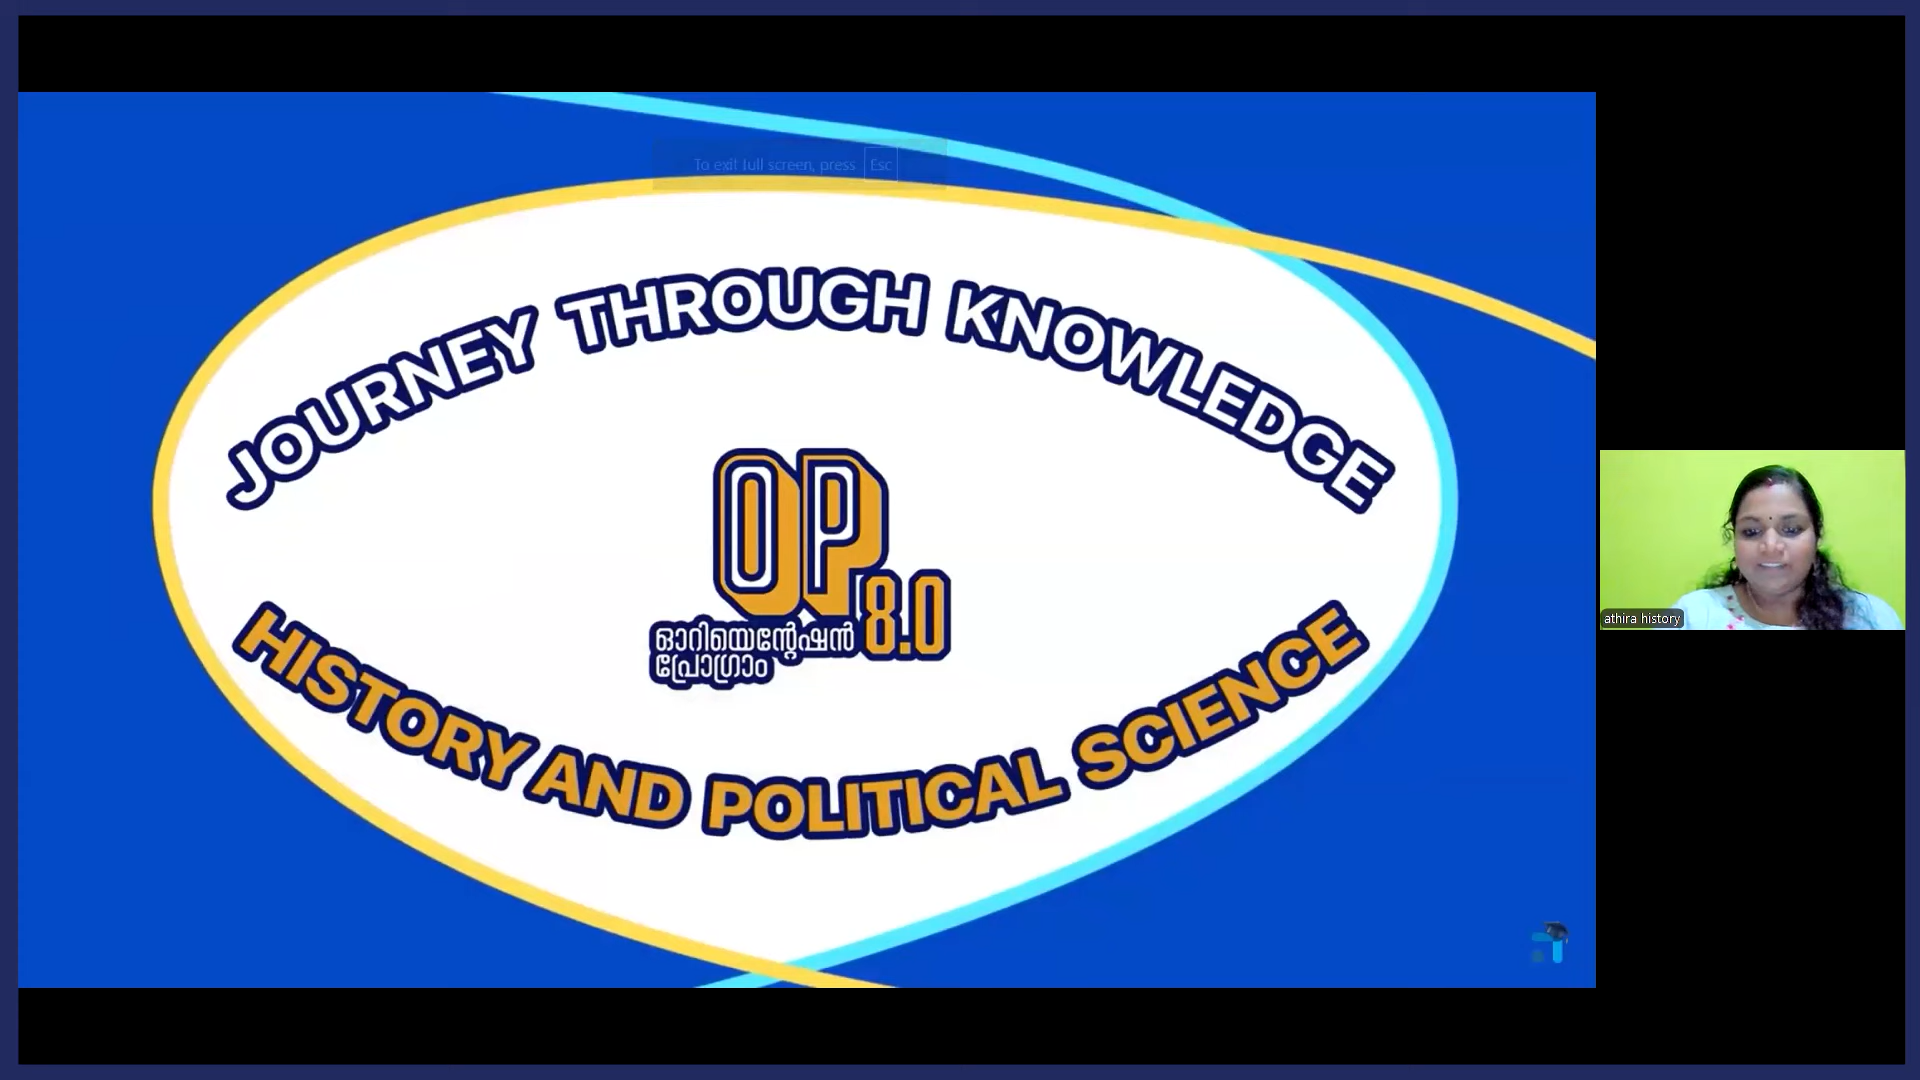 To exit full screen, press Esc
JOURNEY THROUGH KNOWLEDGE
OP 8.0
ഓറിയെന്റേഷൻ
പ്രോഗ്രാം
HISTORY AND POLITICAL SCIENCE
athira history